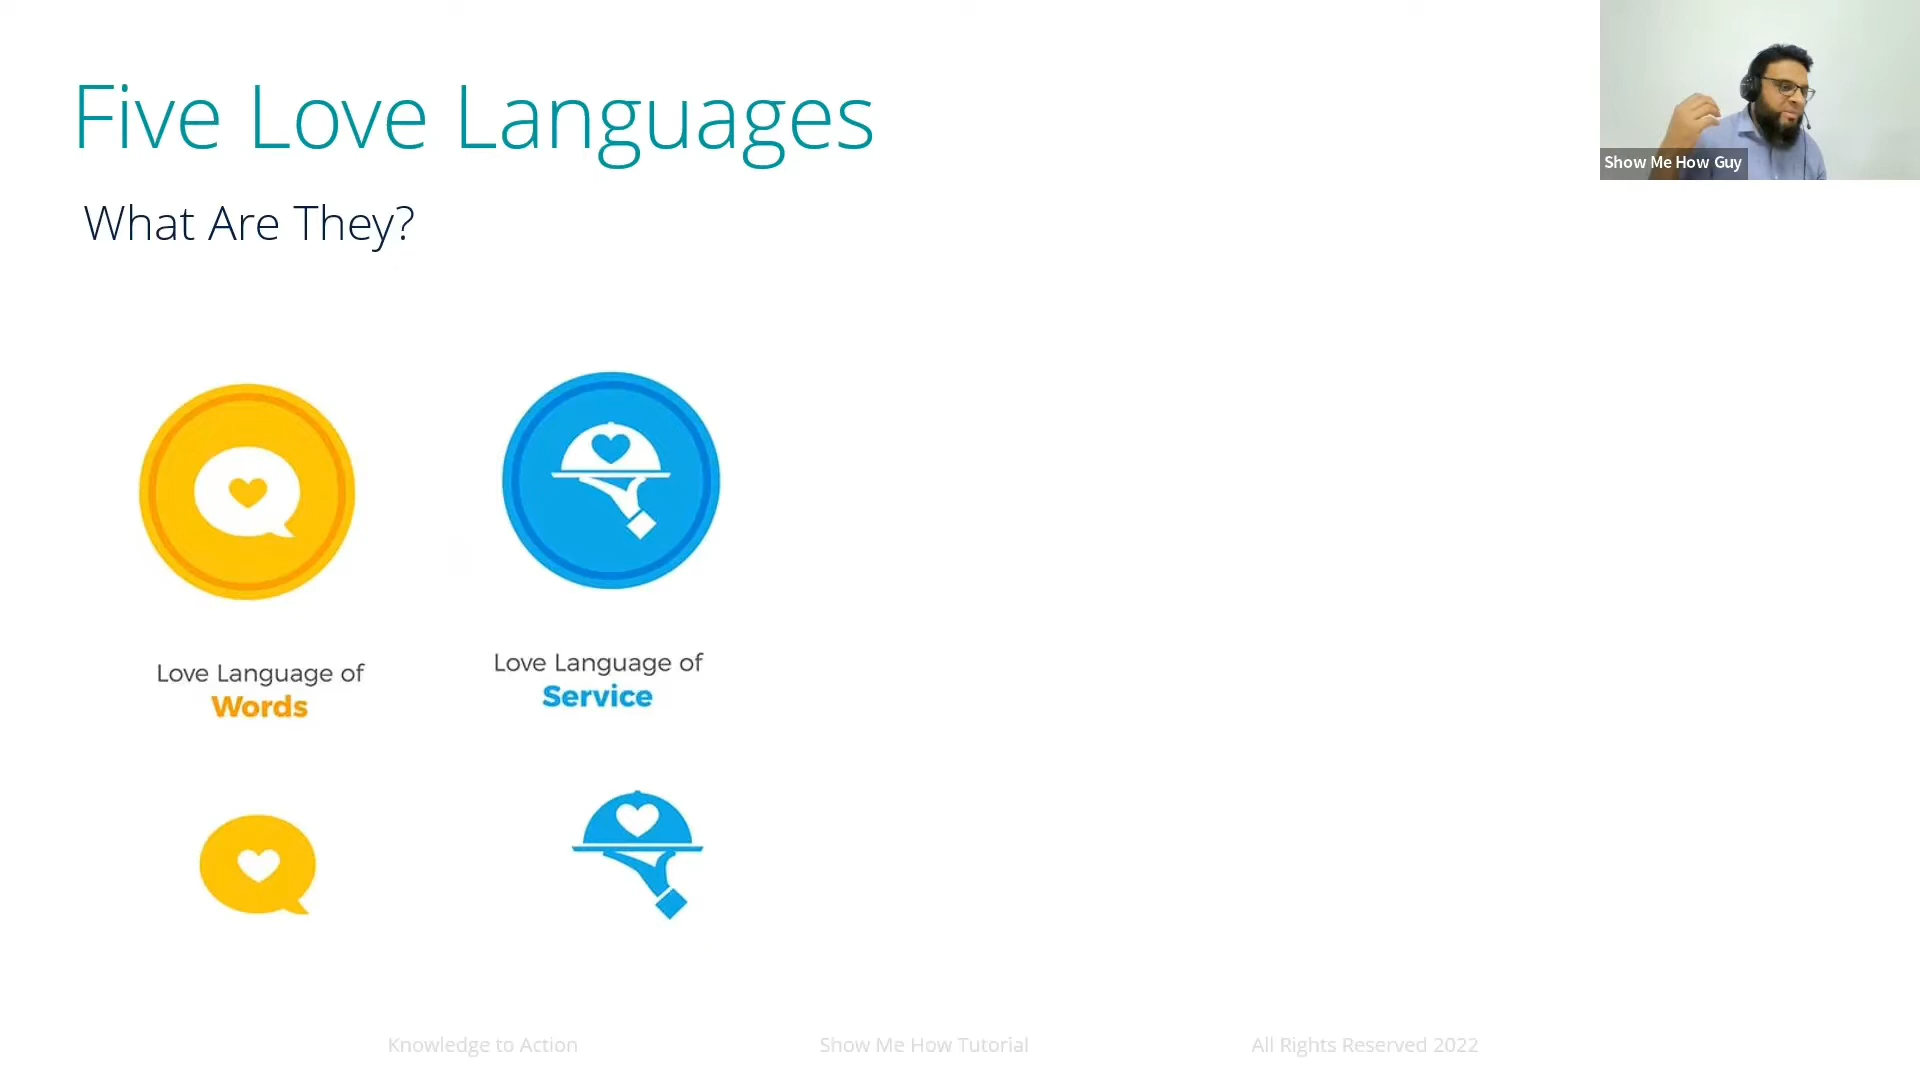 Five Love Languages
Show Me How Guy
What Are They?
Love Language of
Words
Love Language of
Service
Knowledge to Action
Show Me How Tutorial
All Rights Reserved 2022